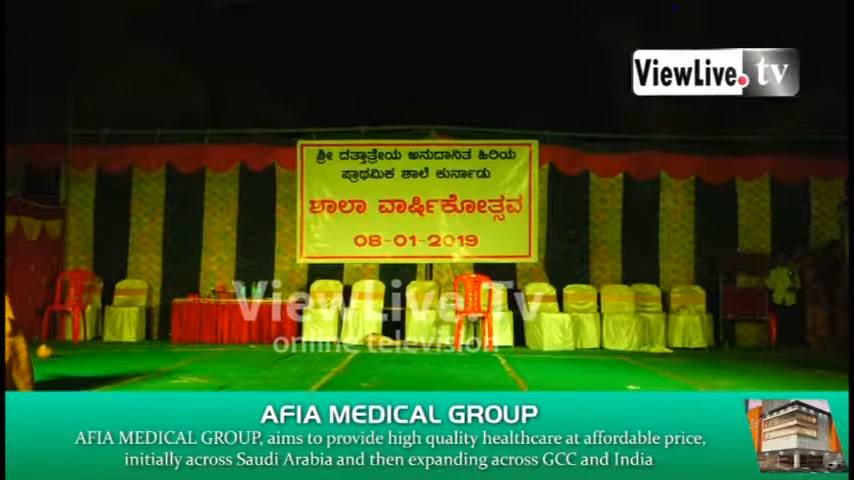 ViewLive.tv
ಶ್ರೀ ದತ್ತಾತ್ರೇಯ ಅನುದಾನಿತ ಹಿರಿಯ
ಪ್ರಾಥಮಿಕ ಶಾಲೆ ಕುರ್ನಾಡು
ಶಾಲಾ ವಾರ್ಷಿಕೋತ್ಸವ
08-01-2019
ViewLive Tv
online television
AFIA MEDICAL GROUP
AFIA MEDICAL GROUP, aims to provide high quality healthcare at affordable price,
initially across Saudi Arabia and then expanding across GCC and India